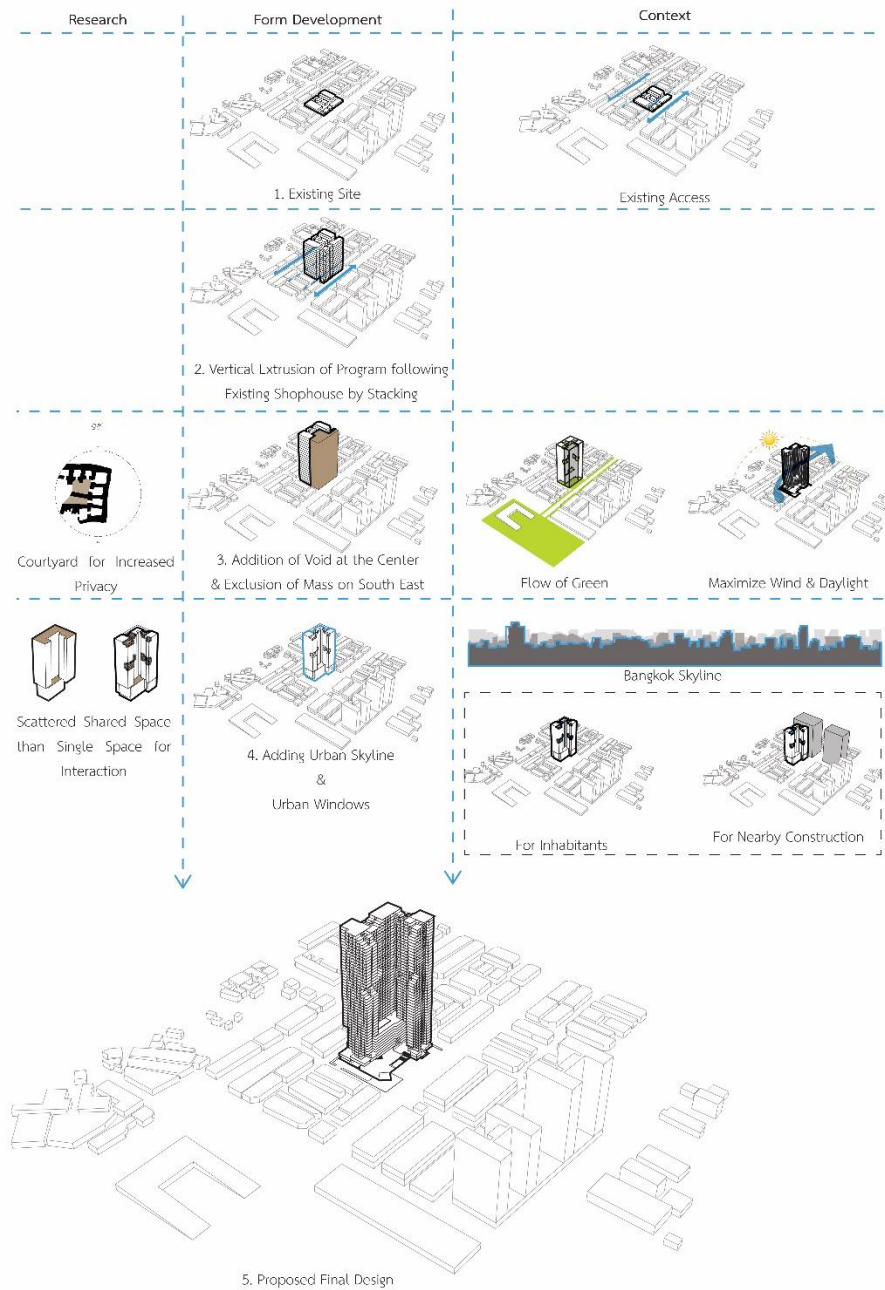 Research
Form Development
Context
1. Existing Site
Existing Access
2. Vertical Extrusion of Program following
Existing Shophouse by Stacking
Courtyard for Increased
Privacy
3. Addition of Void at the Center
& Exclusion of Mass on South East
Flow of Green
Maximize Wind & Daylight
Bangkok Skyline
Scattered Shared Space
than Single Space for
Interaction
4. Adding Urban Skyline
&
Urban Windows
For Inhabitants
For Nearby Construction
5. Proposed Final Design